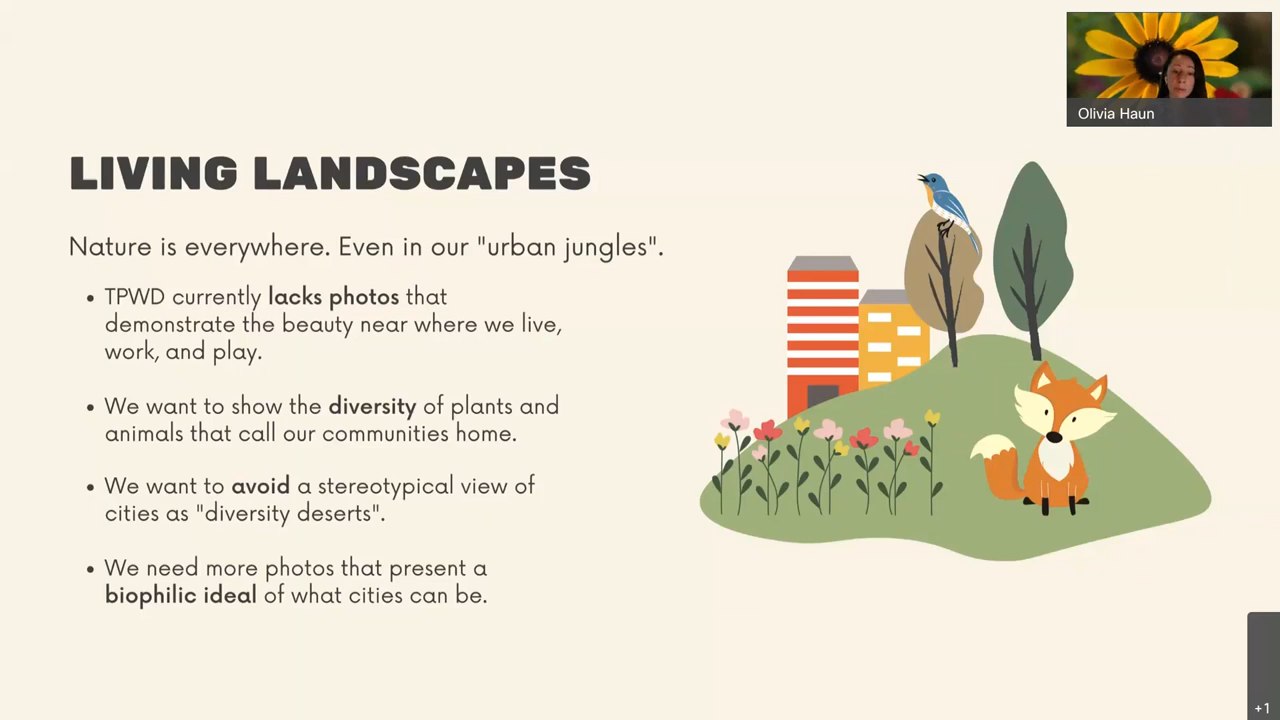 Olivia Haun
LIVING LANDSCAPES
Nature is everywhere. Even in our "urban jungles".
• TPWD currently lacks photos that
demonstrate the beauty near where we live,
work, and play.
• We want to show the diversity of plants and
animals that call our communities home.
• We want to avoid a stereotypical view of
cities as "diversity deserts".
• We need more photos that present a
biophilic ideal of what cities can be.
+1